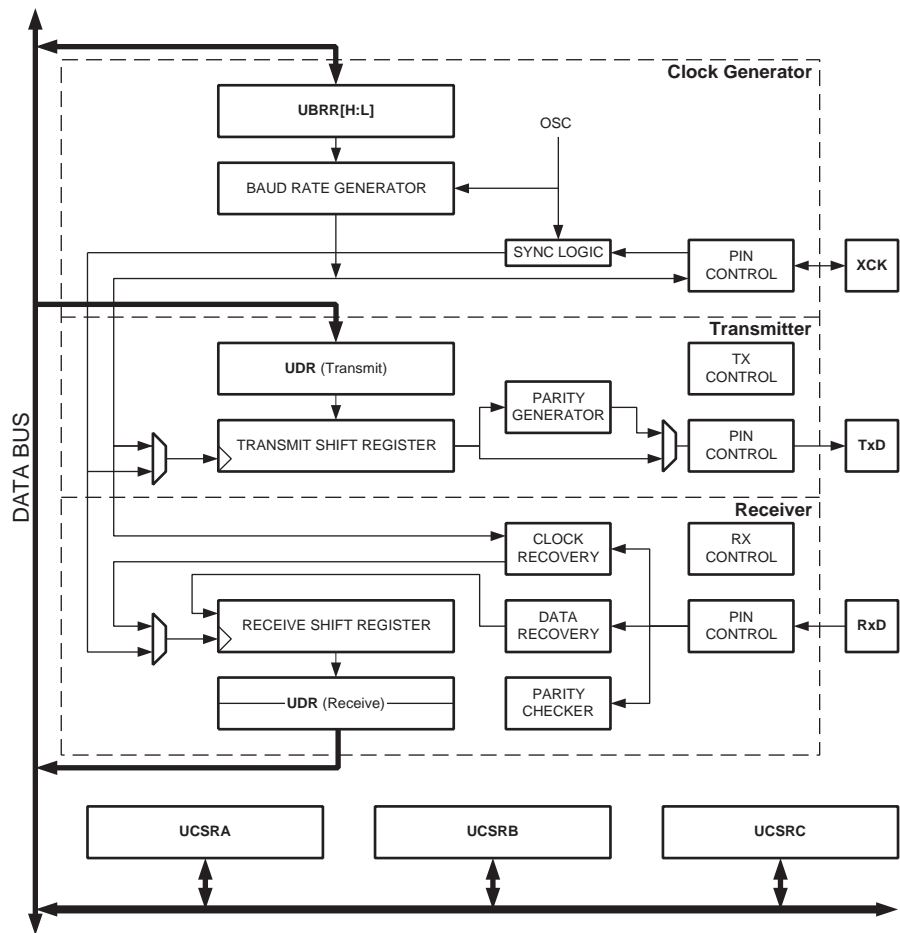 Clock Generator
UBRR[H:L]
OSC
BAUD RATE GENERATOR
SYNC LOGIC
PIN
CONTROL
XCK
Transmitter
UDR (Transmit)
TX
CONTROL
PARITY
GENERATOR
TRANSMIT SHIFT REGISTER
PIN
CONTROL
TxD
DATA BUS
Receiver
CLOCK
RECOVERY
RX
CONTROL
RECEIVE SHIFT REGISTER
DATA
RECOVERY
PIN
CONTROL
RxD
UDR (Receive)
PARITY
CHECKER
UCSRA
UCSRB
UCSRC